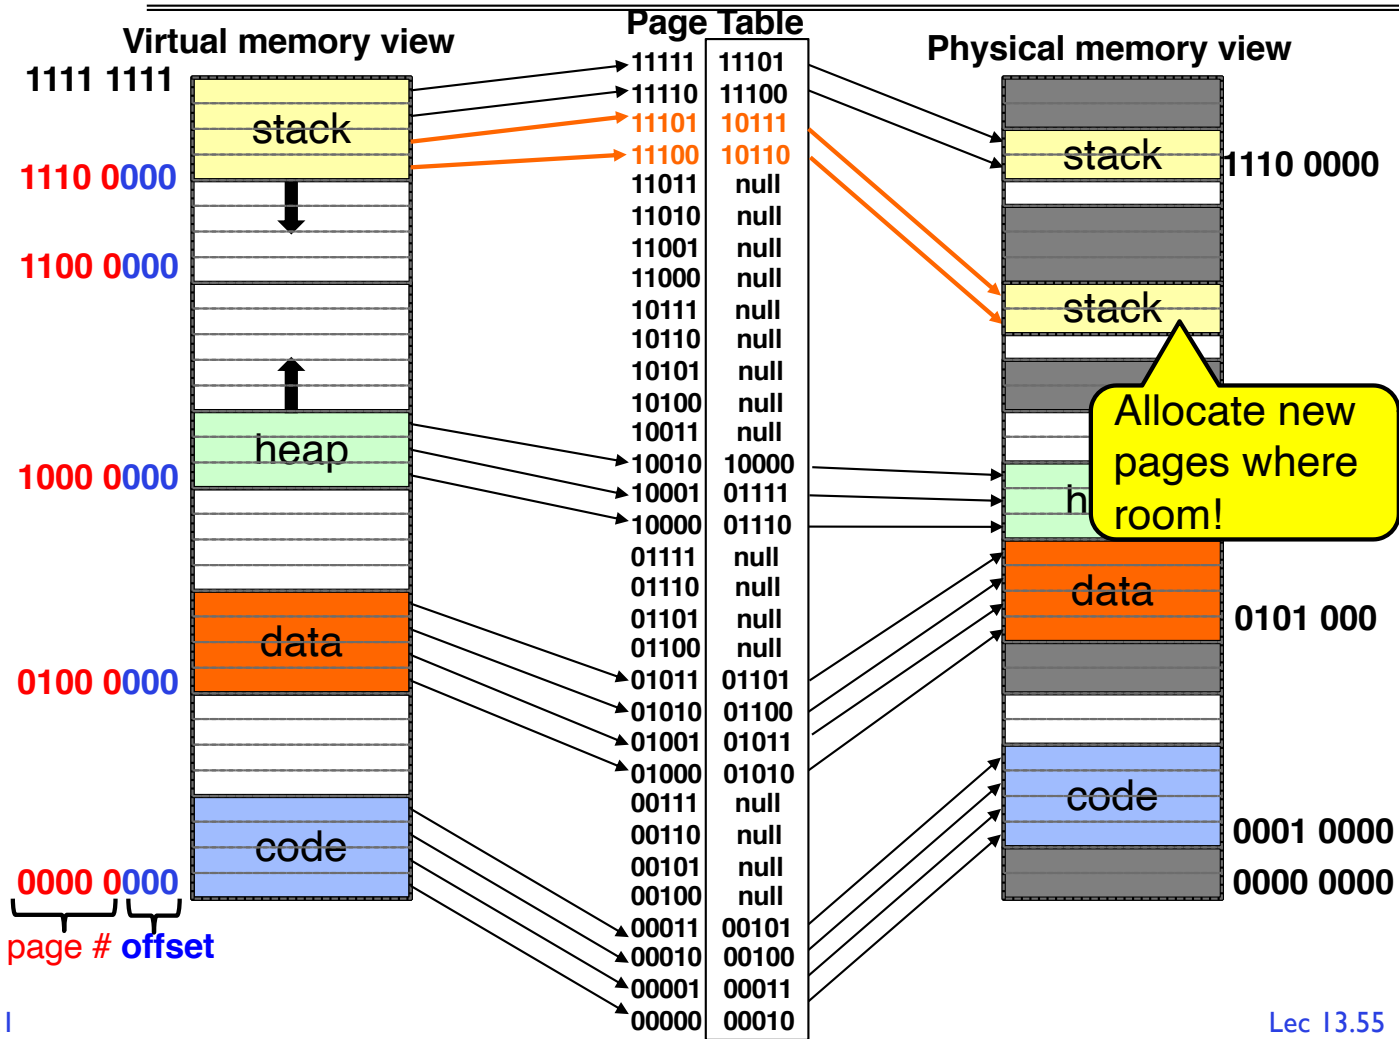 Page Table
Virtual memory view
Physical memory view
1111 1111
stack
1110 0000
1100 0000
heap
1000 0000
data
0100 0000
code
0000 0000
page # offset
11111 11101
11110 11100
11101 10111
11100 10110
11011 null
11010 null
11001 null
11000 null
10111 null
10110 null
10101 null
10100 null
10011 null
10010 10000
10001 01111
10000 01110
01111 null
01110 null
01101 null
01100 null
01011 01101
01010 01100
01001 01011
01000 01010
00111 null
00110 null
00101 null
00100 null
00011 00101
00010 00100
00001 00011
00000 00010
stack
1110 0000
stack
Allocate new
pages where
room!
h
data
0101 000
code
0001 0000
0000 0000
Lec 13.55